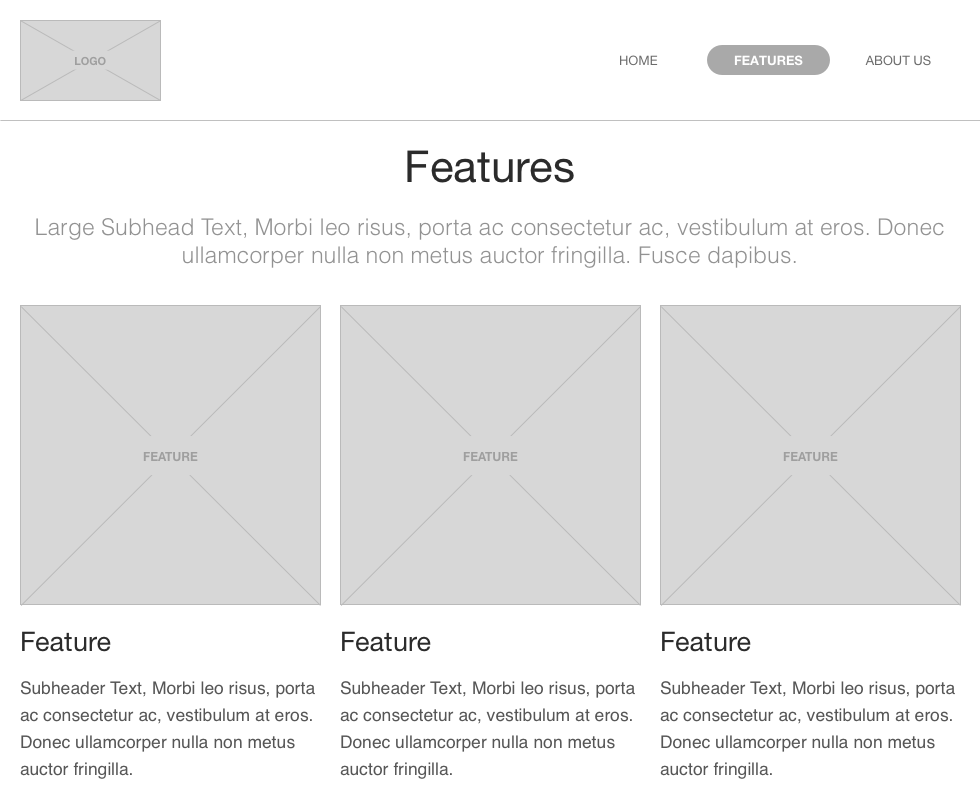 LOGO
HOME
FEATURES
ABOUT US
Features
Large Subhead Text, Morbi leo risus, porta ac consectetur ac, vestibulum at eros. Donec
ullamcorper nulla non metus auctor fringilla. Fusce dapibus.
FEATURE
FEATURE
FEATURE
Feature
Subheader Text, Morbi leo risus, porta
ac consectetur ac, vestibulum at eros.
Donec ullamcorper nulla non metus
auctor fringilla.
Feature
Subheader Text, Morbi leo risus, porta
ac consectetur ac, vestibulum at eros.
Donec ullamcorper nulla non metus
auctor fringilla.
Feature
Subheader Text, Morbi leo risus, porta
ac consectetur ac, vestibulum at eros.
Donec ullamcorper nulla non metus
auctor fringilla.